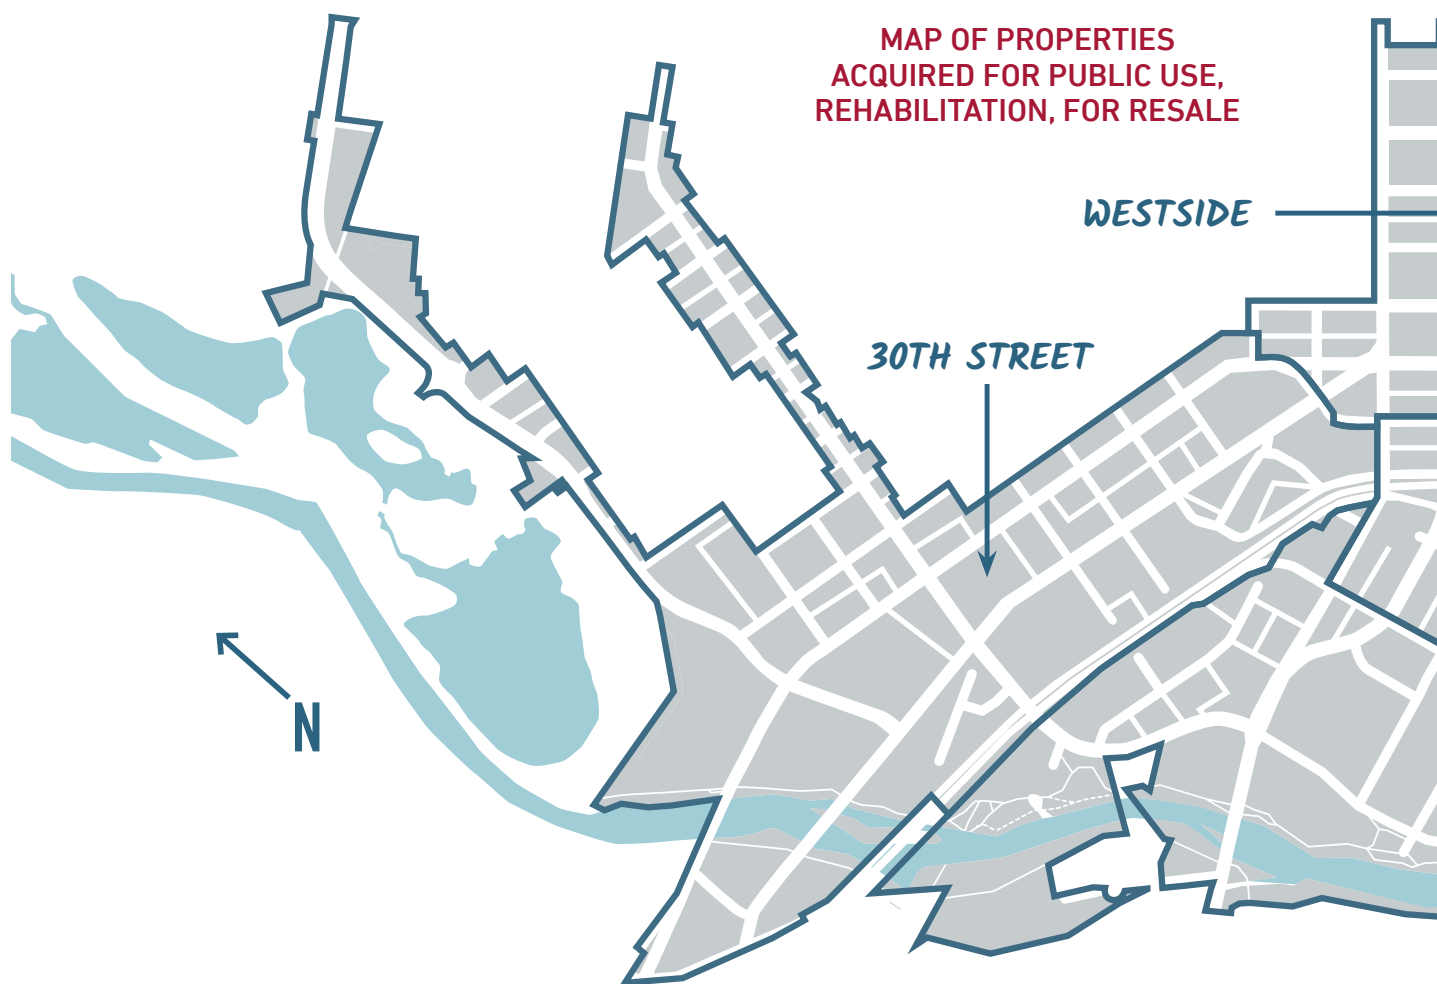 MAP OF PROPERTIES
ACQUIRED FOR PUBLIC USE,
REHABILITATION, FOR RESALE
WESTSIDE
30TH STREET
N